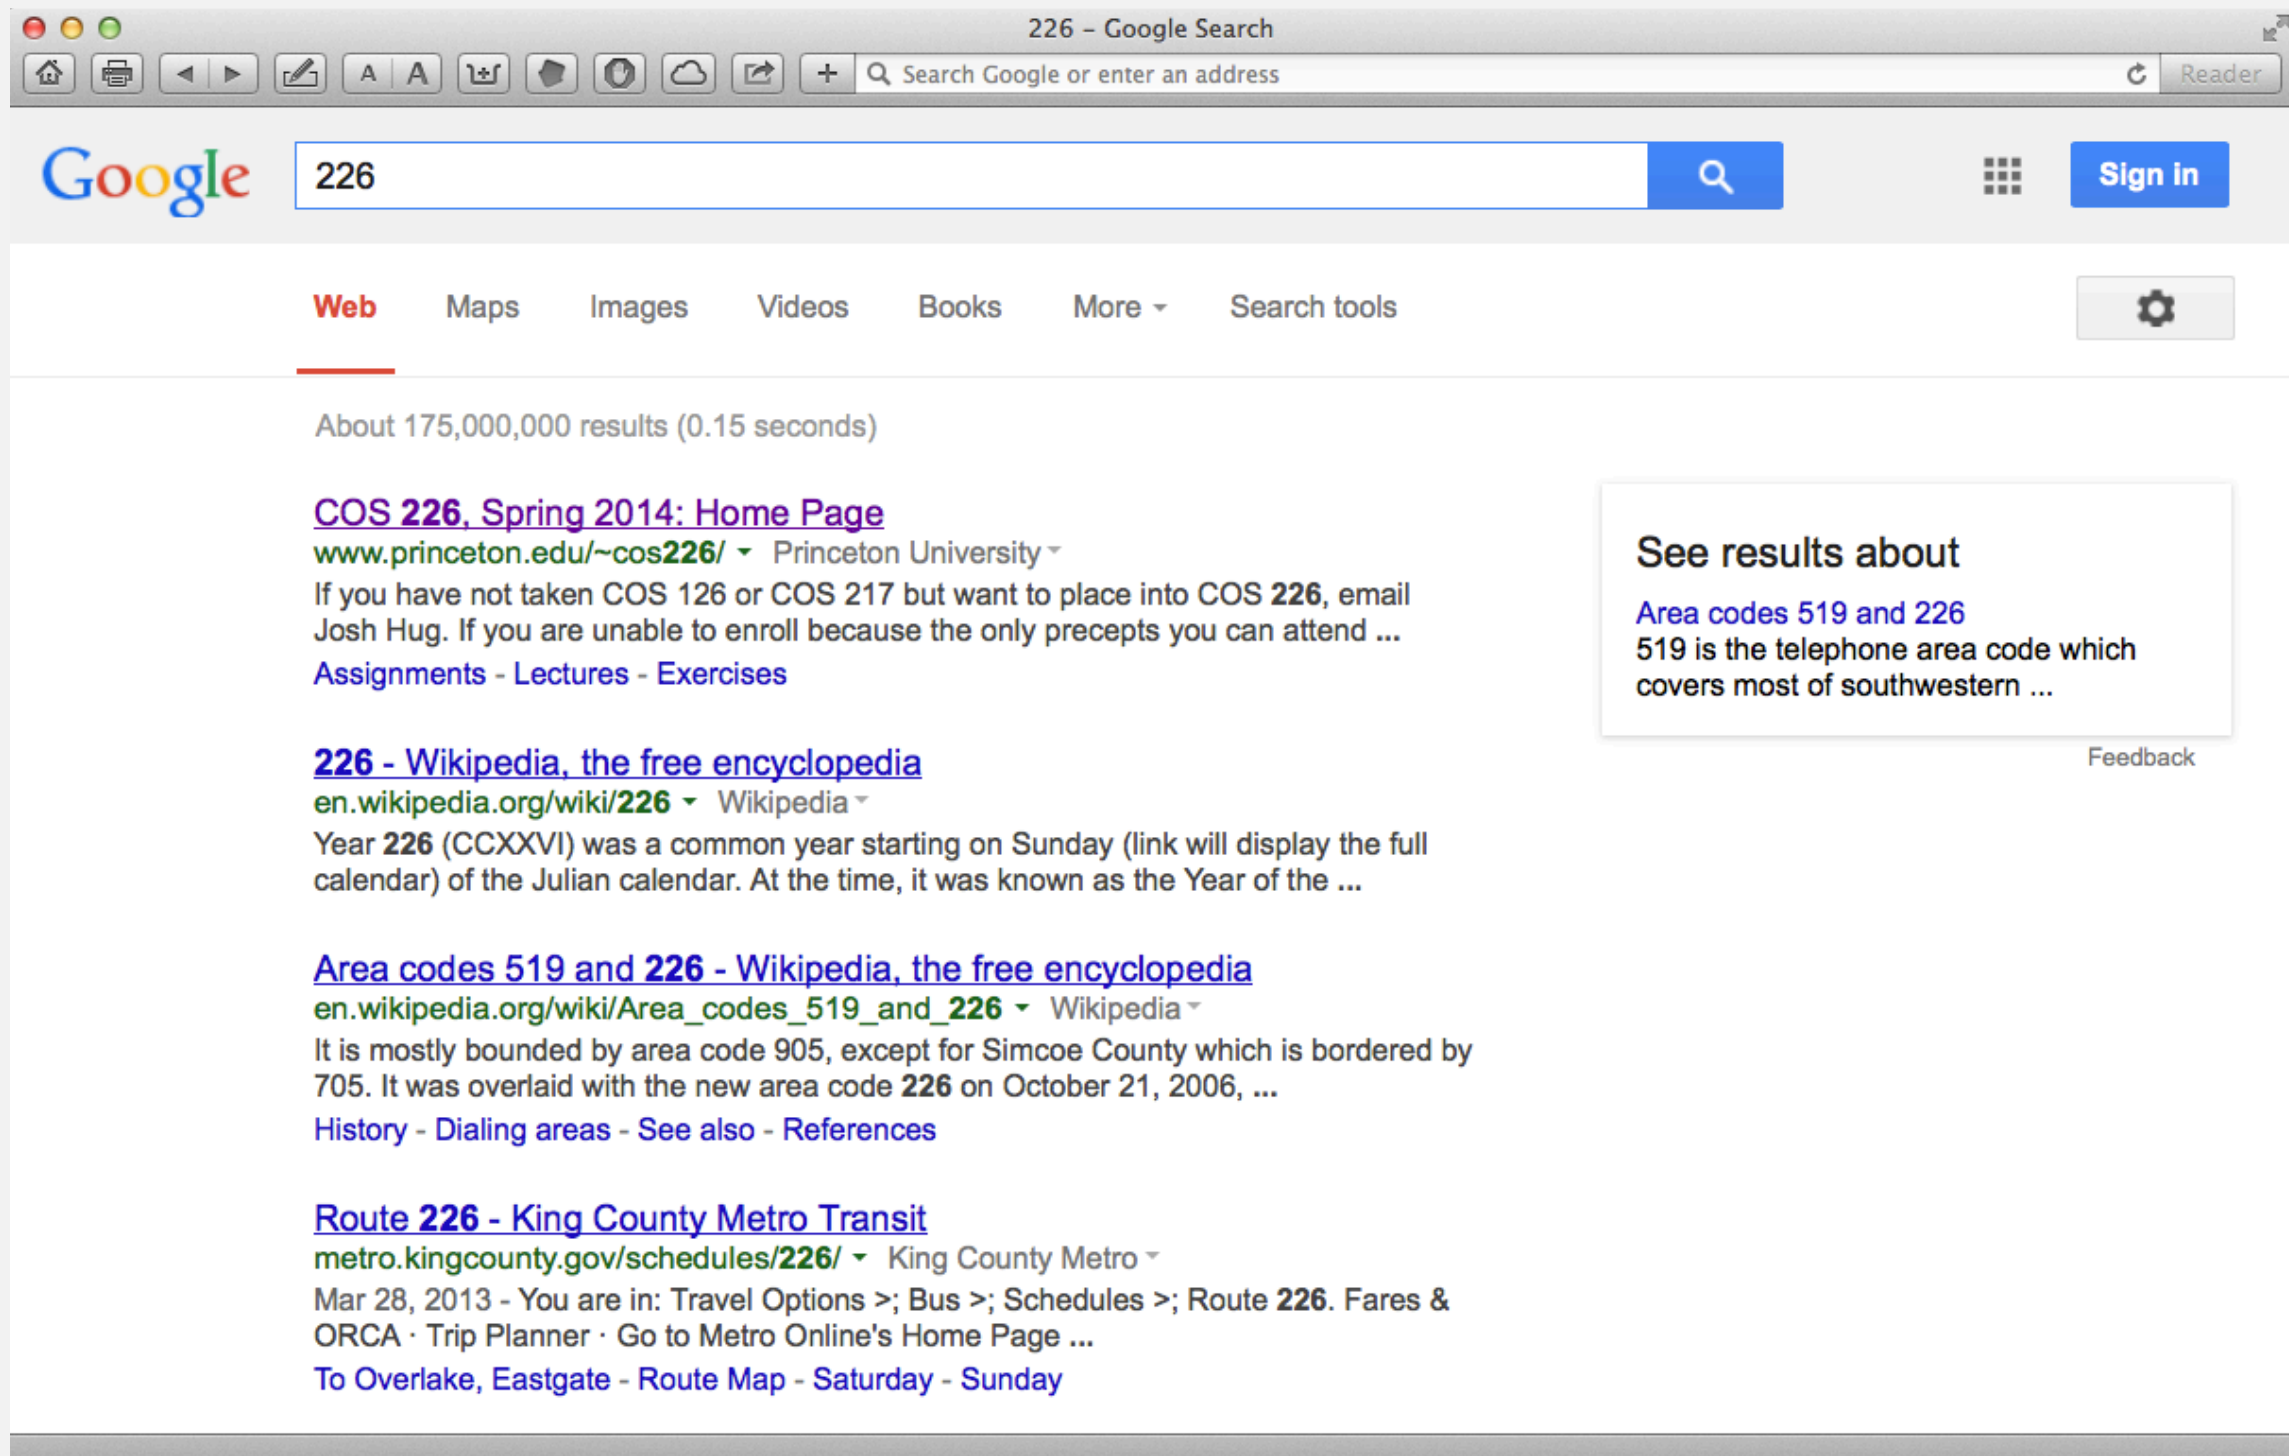 226 – Google Search
A A
+ Search Google or enter an address Reader
Google 226 Sign in
Web Maps Images Videos Books More Search tools
About 175,000,000 results (0.15 seconds)
COS 226, Spring 2014: Home Page
www.princeton.edu/~cos226/ Princeton University
If you have not taken COS 126 or COS 217 but want to place into COS 226, email
Josh Hug. If you are unable to enroll because the only precepts you can attend ...
Assignments - Lectures - Exercises
226 - Wikipedia, the free encyclopedia
en.wikipedia.org/wiki/226 Wikipedia
Year 226 (CCXXVI) was a common year starting on Sunday (link will display the full
calendar) of the Julian calendar. At the time, it was known as the Year of the ...
Area codes 519 and 226 - Wikipedia, the free encyclopedia
en.wikipedia.org/wiki/Area_codes_519_and_226 Wikipedia
It is mostly bounded by area code 905, except for Simcoe County which is bordered by
705. It was overlaid with the new area code 226 on October 21, 2006, ...
History - Dialing areas - See also - References
Route 226 - King County Metro Transit
metro.kingcounty.gov/schedules/226/ King County Metro
Mar 28, 2013 - You are in: Travel Options >; Bus >; Schedules >; Route 226. Fares &
ORCA · Trip Planner · Go to Metro Online's Home Page ...
To Overlake, Eastgate - Route Map - Saturday - Sunday
See results about
Area codes 519 and 226
519 is the telephone area code which
covers most of southwestern ...
Feedback